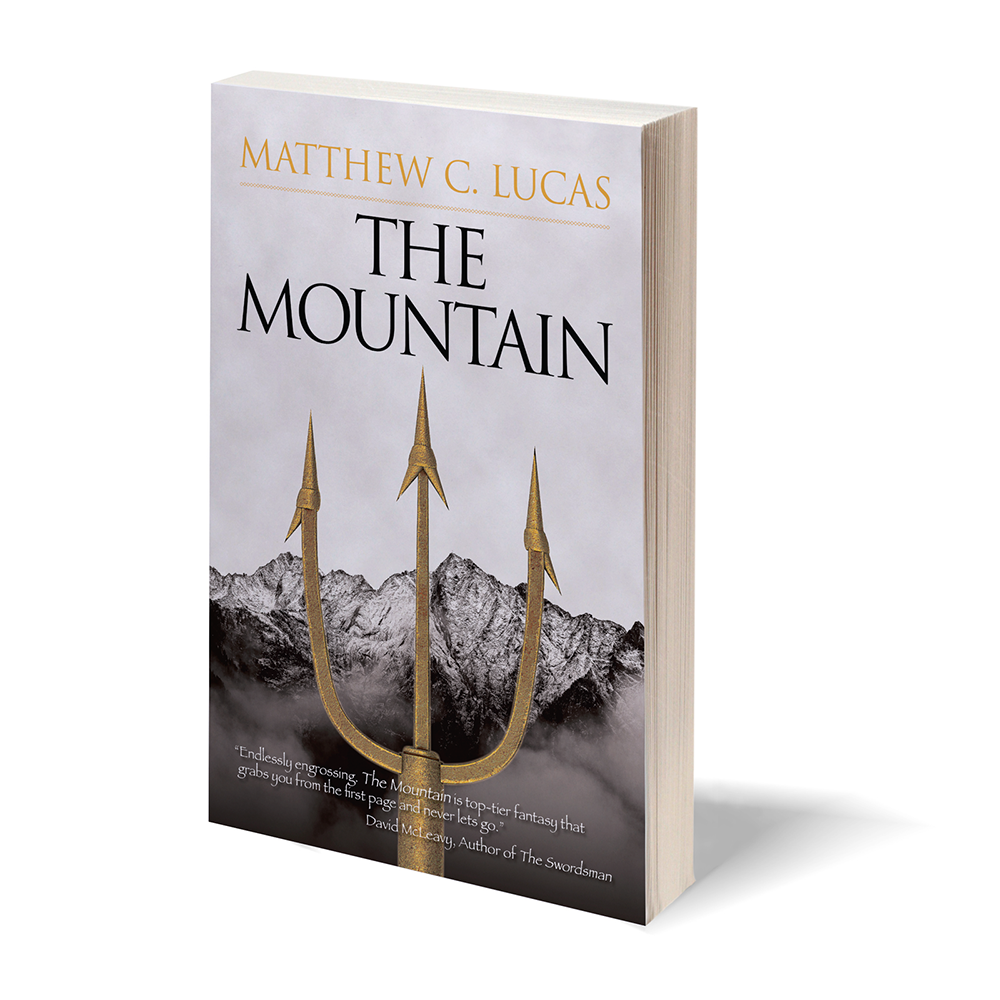 MATTHEW C. LUCAS
THE
MOUNTAIN
“Endlessly engrossing. The Mountain is top-tier fantasy that
grabs you from the first page and never lets go.”
David McLeavy, Author of The Swordsman